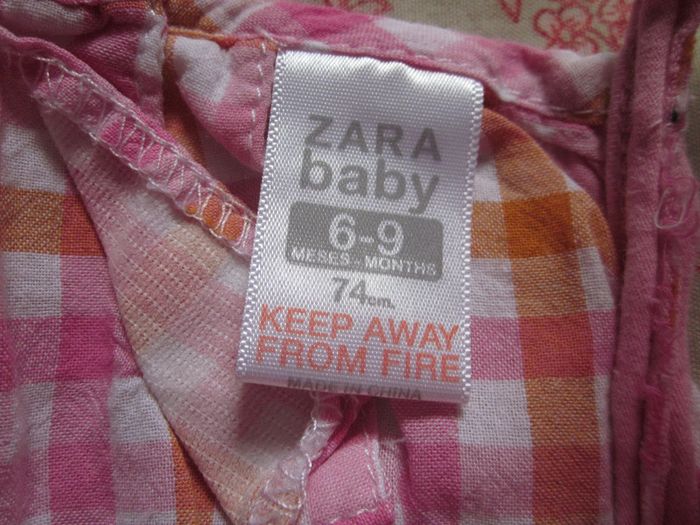 ZARA
baby
6-9
MESES - MONTHS
74cm.
KEEP AWAY
FROM FIRE
MADE IN CHINA